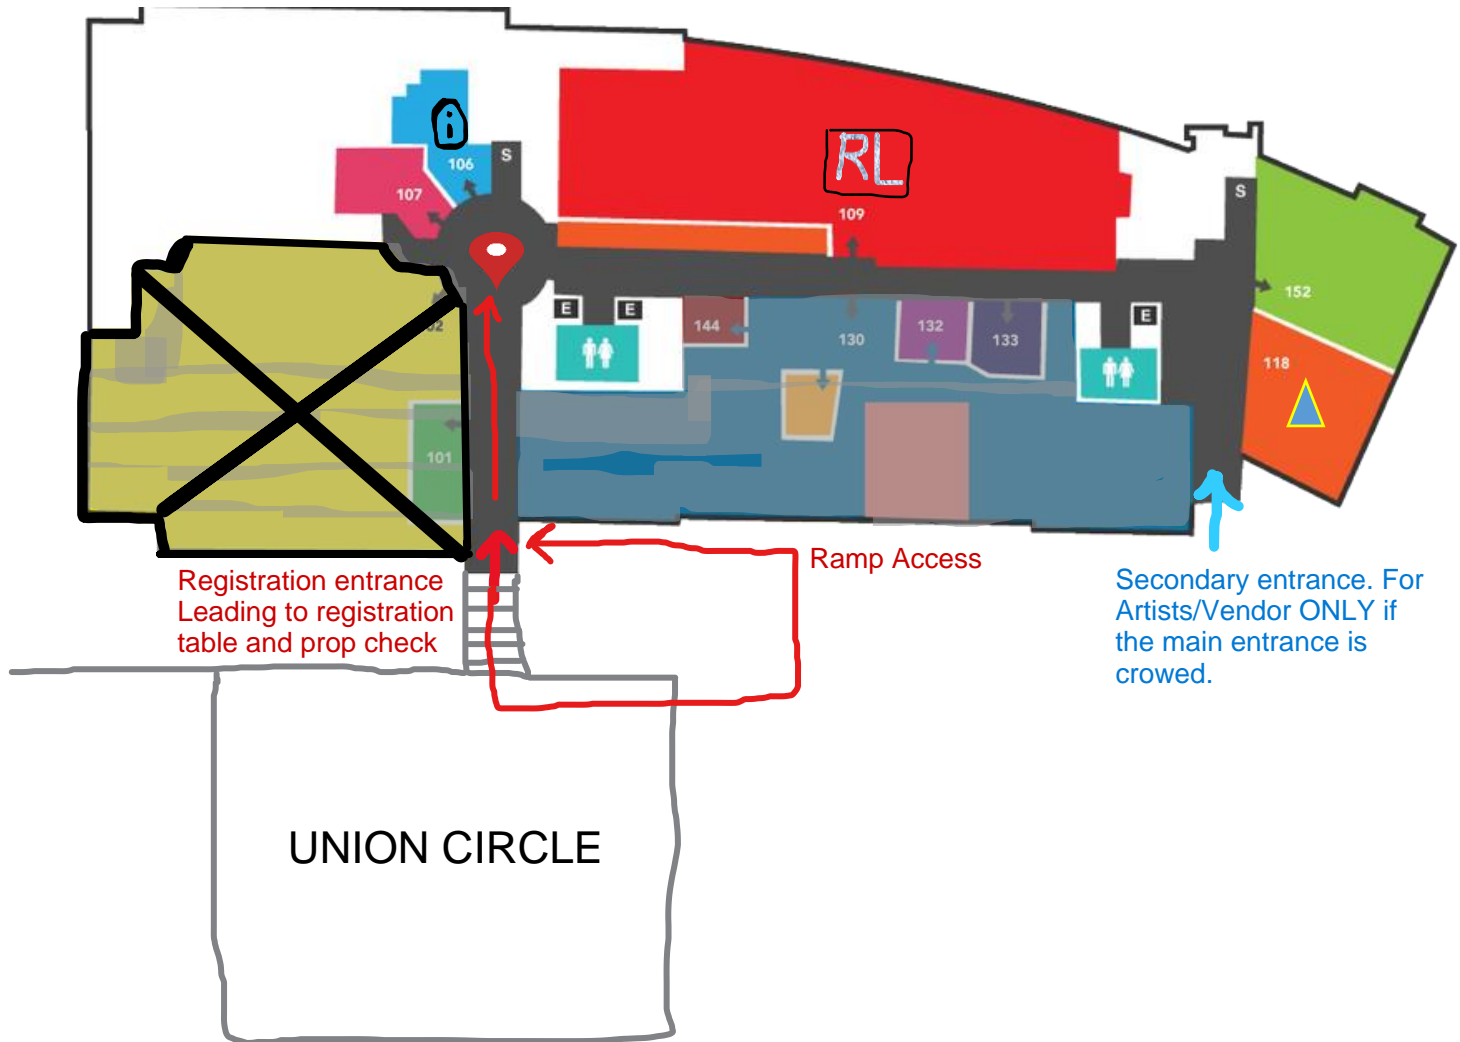 i
S
106
107
RL
109
S
152
02
E
E
144
130
132
133
E
118
101
Ramp Access
Registration entrance
Leading to registration
table and prop check
Secondary entrance. For
Artists/Vendor ONLY if
the main entrance is
crowed.
UNION CIRCLE